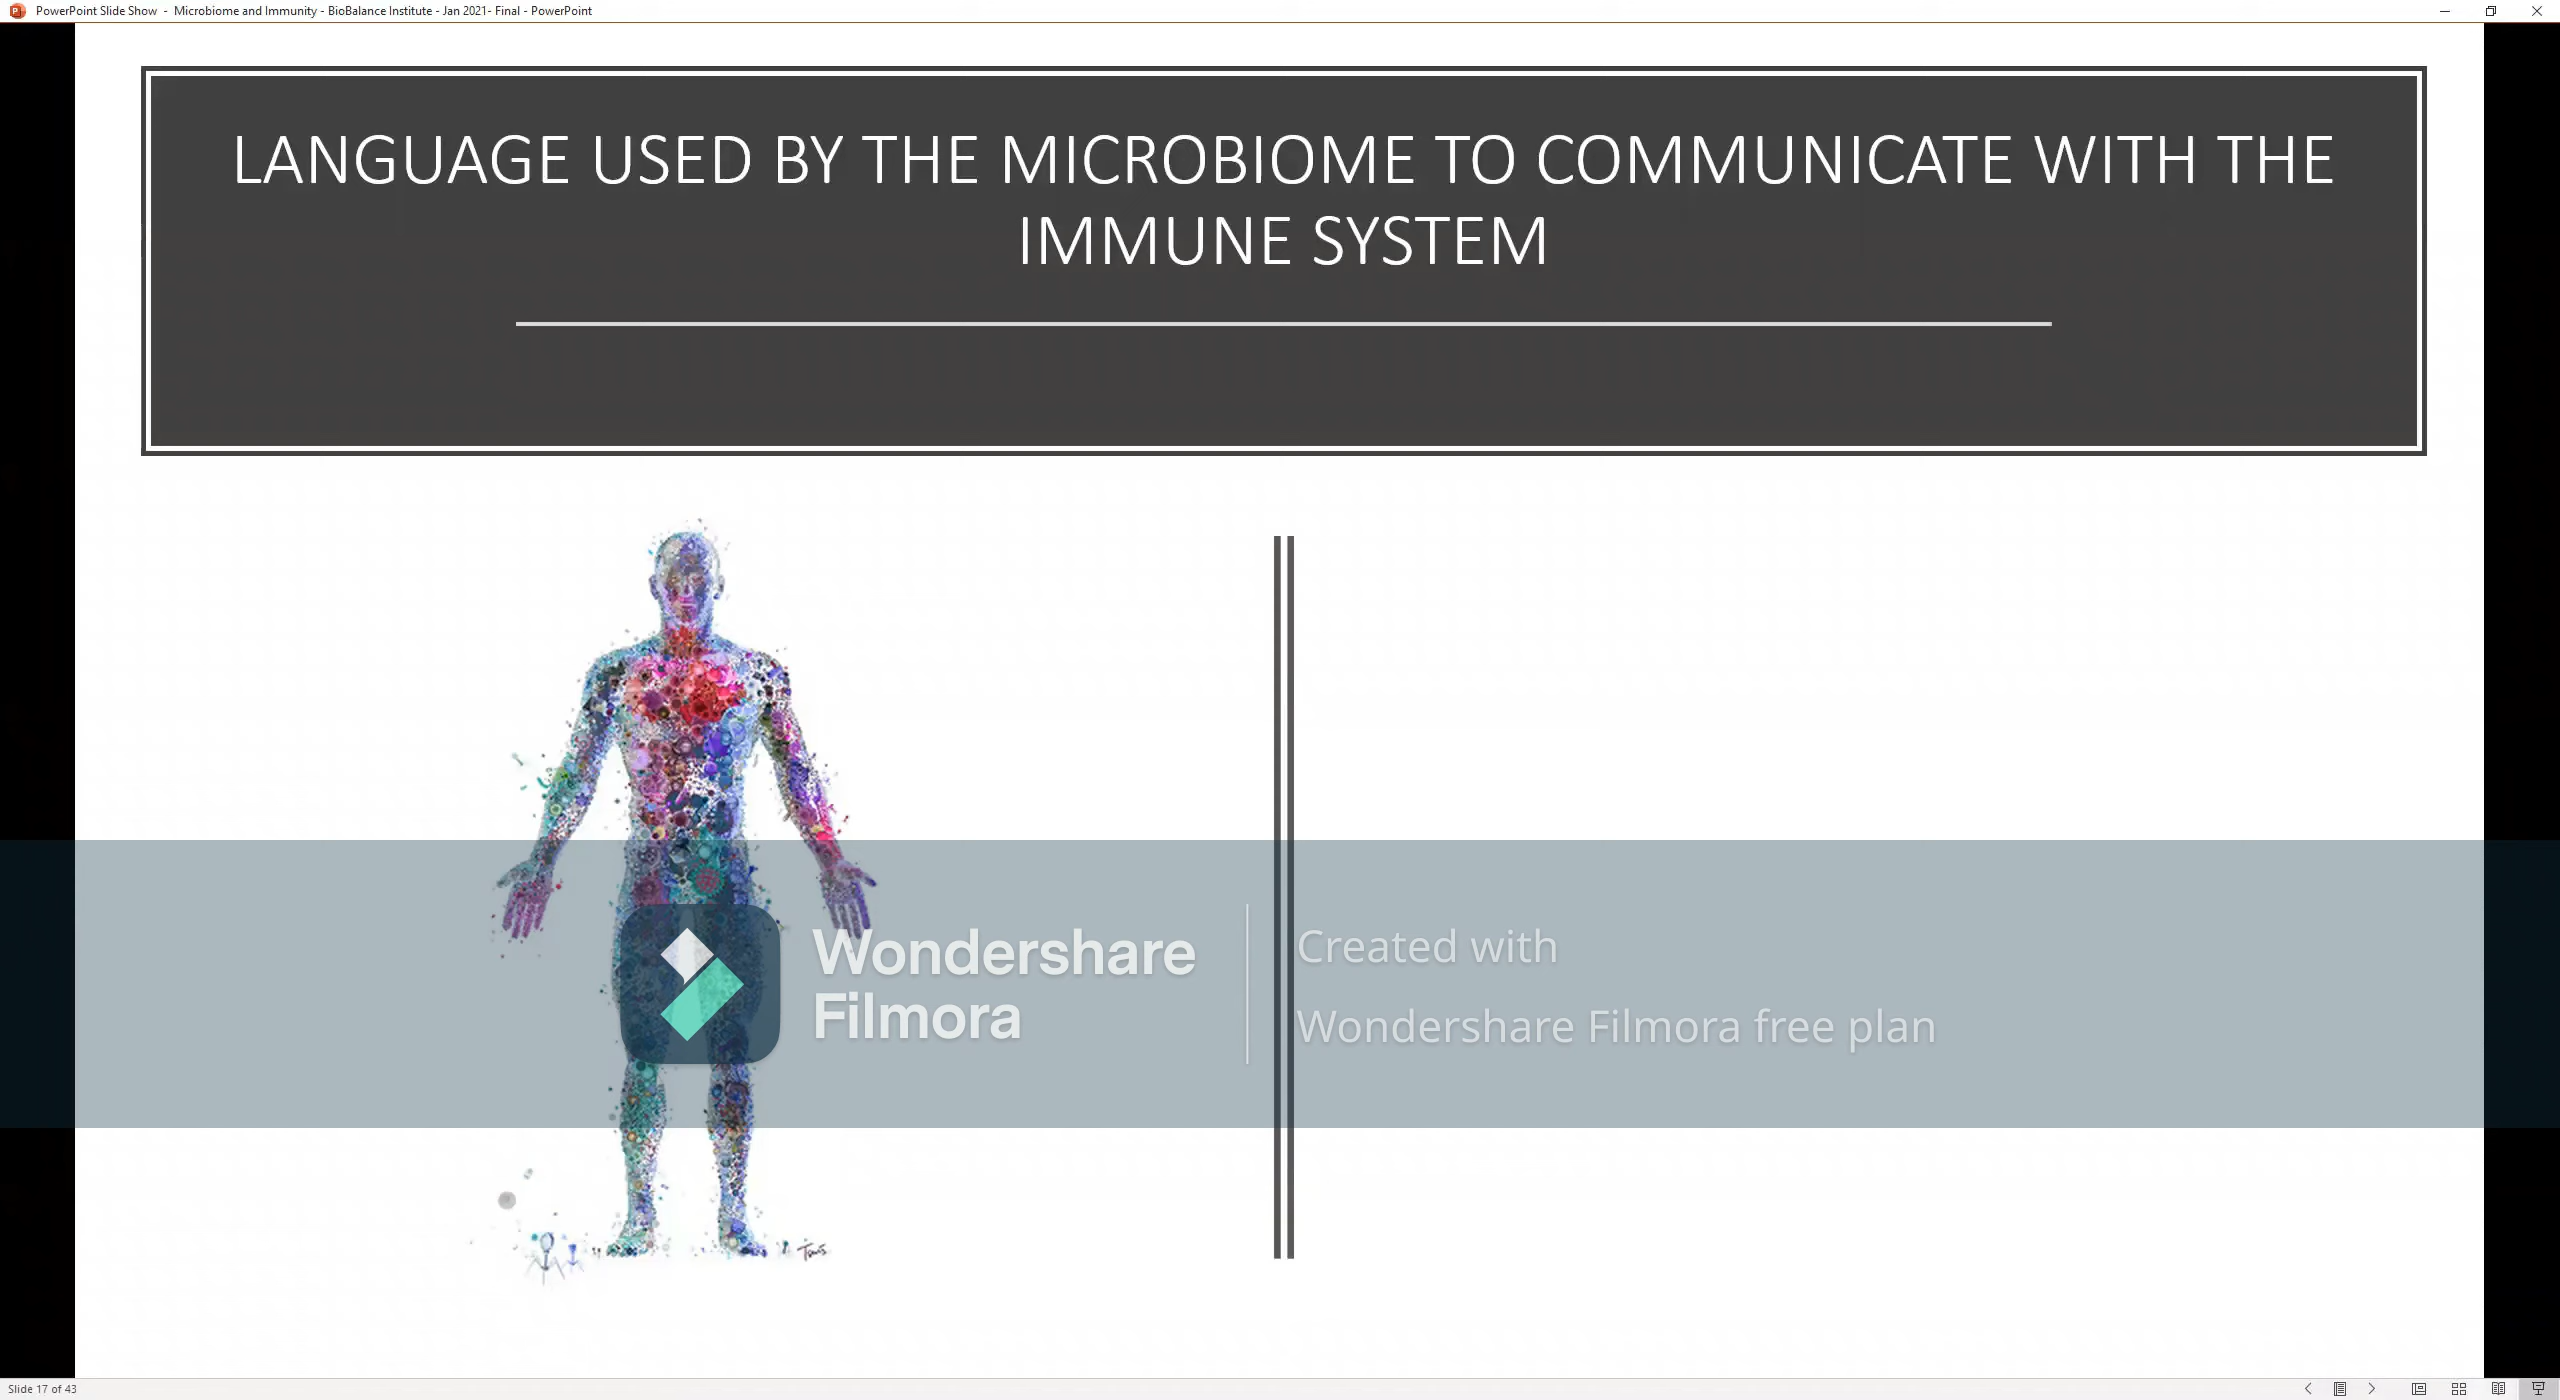 PowerPoint Slide Show - Microbiome and Immunity - BioBalance Institute - Jan 2021- Final - PowerPoint
LANGUAGE USED BY THE MICROBIOME TO COMMUNICATE WITH THE
IMMUNE SYSTEM
Wondershare
Filmora
Created with
Wondershare Filmora free plan
Slide 17 of 43